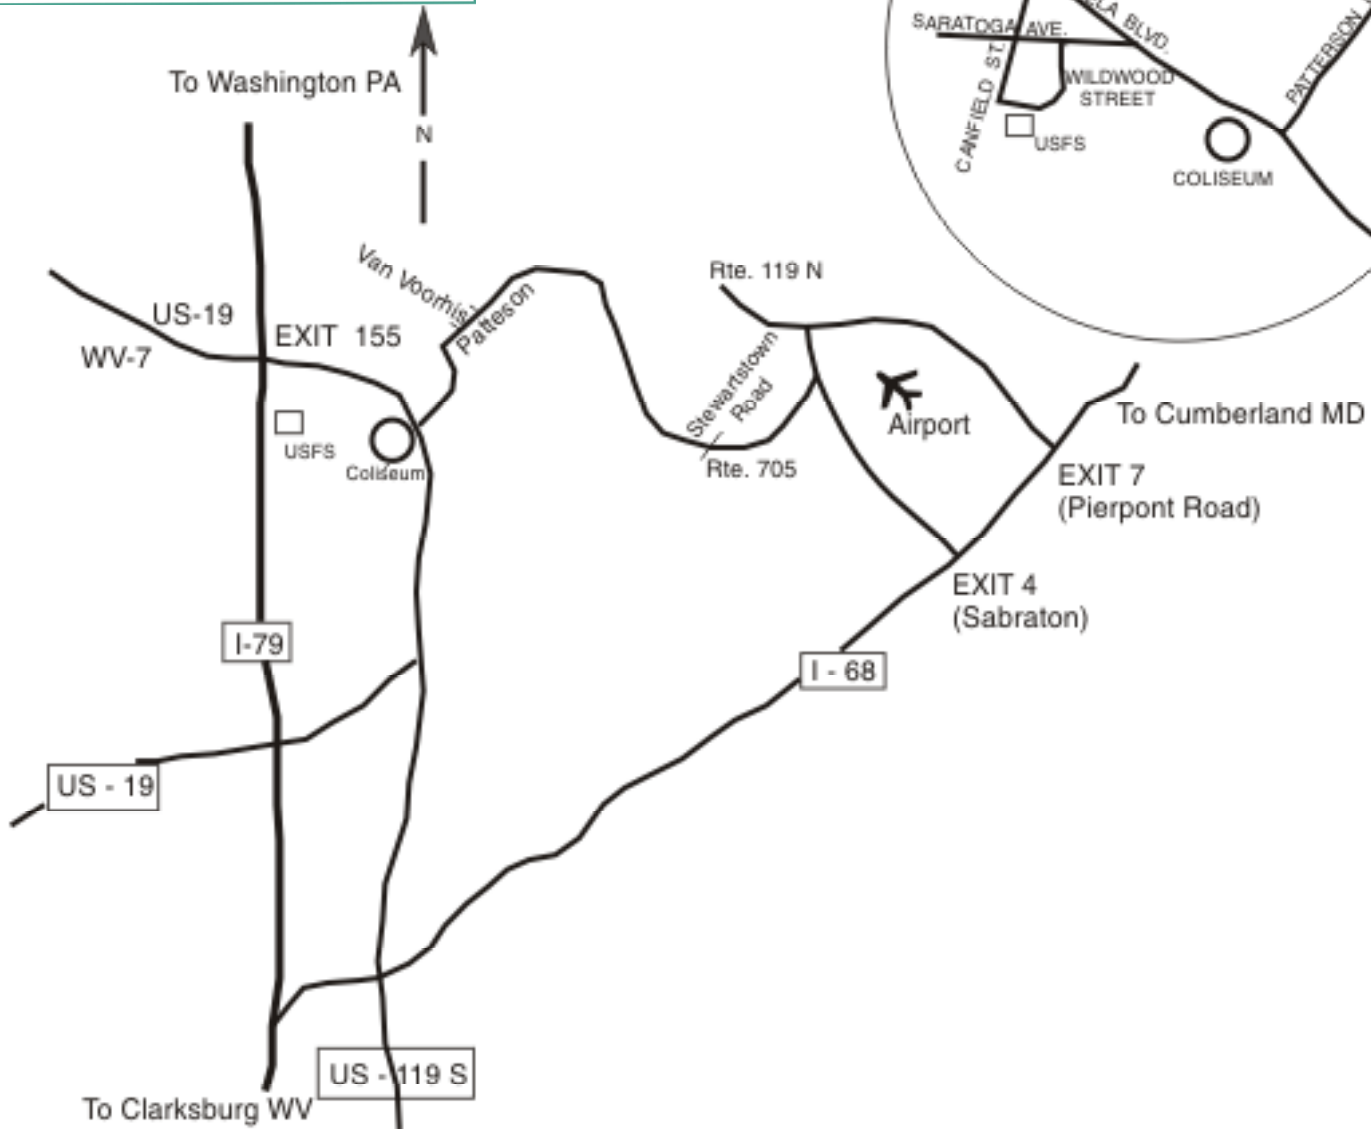 SARATOGA AVE.
BLVD.
PATTERSON
CANFIELD ST.
WILDWOOD
STREET
USFS
COLISEUM
To Washington PA
N
Van Voorhis
Patteson
Rte. 119 N
US-19
WV-7
EXIT 155
Stewartstown
Road
Airport
To Cumberland MD
USFS
Coliseum
Rte. 705
EXIT 7
(Pierpont Road)
EXIT 4
(Sabraton)
I-79
I - 68
US - 19
US - 119 S
To Clarksburg WV